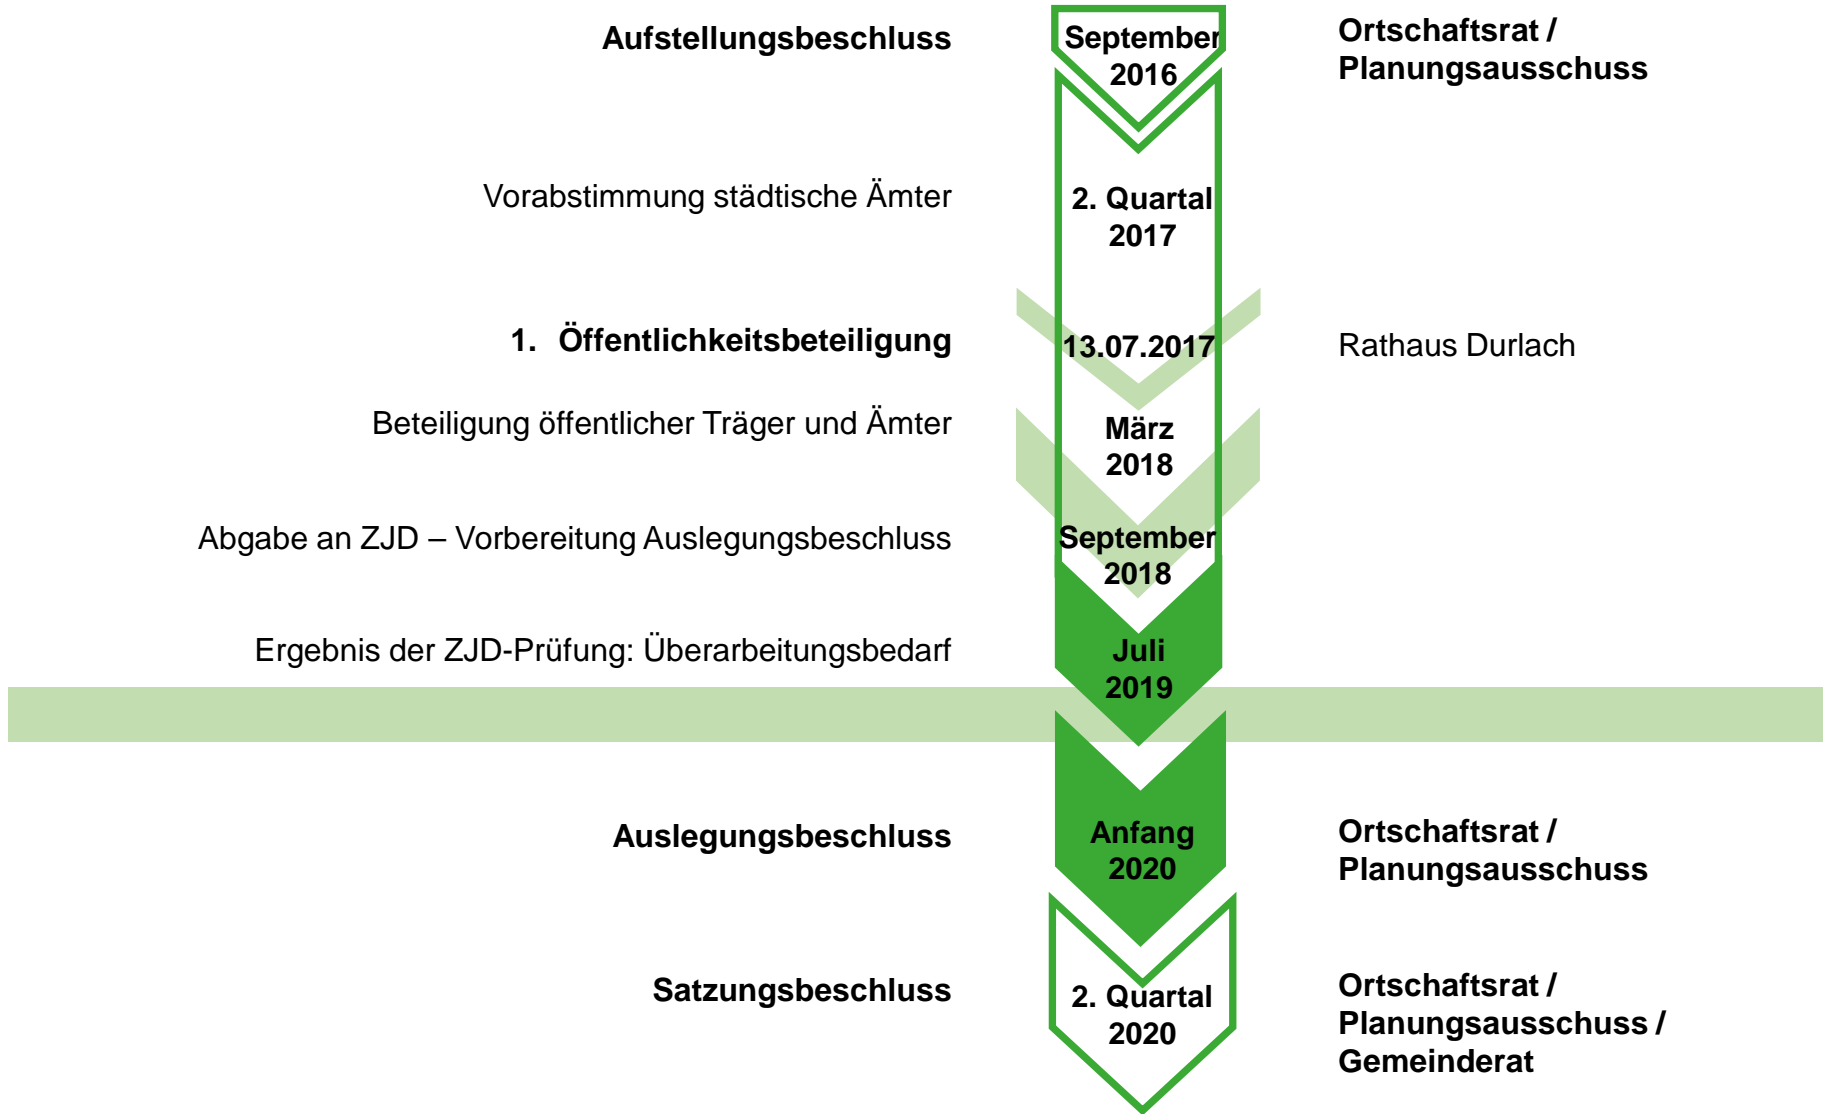 Aufstellungsbeschluss
September
2016
Ortschaftsrat /
Planungsausschuss
Vorabstimmung städtische Ämter
2. Quartal
2017
1. Öffentlichkeitsbeteiligung
13.07.2017
Rathaus Durlach
Beteiligung öffentlicher Träger und Ämter
März
2018
Abgabe an ZJD – Vorbereitung Auslegungsbeschluss
September
2018
Ergebnis der ZJD-Prüfung: Überarbeitungsbedarf
Juli
2019
Auslegungsbeschluss
Anfang
2020
Ortschaftsrat /
Planungsausschuss
Satzungsbeschluss
2. Quartal
2020
Ortschaftsrat /
Planungsausschuss /
Gemeinderat